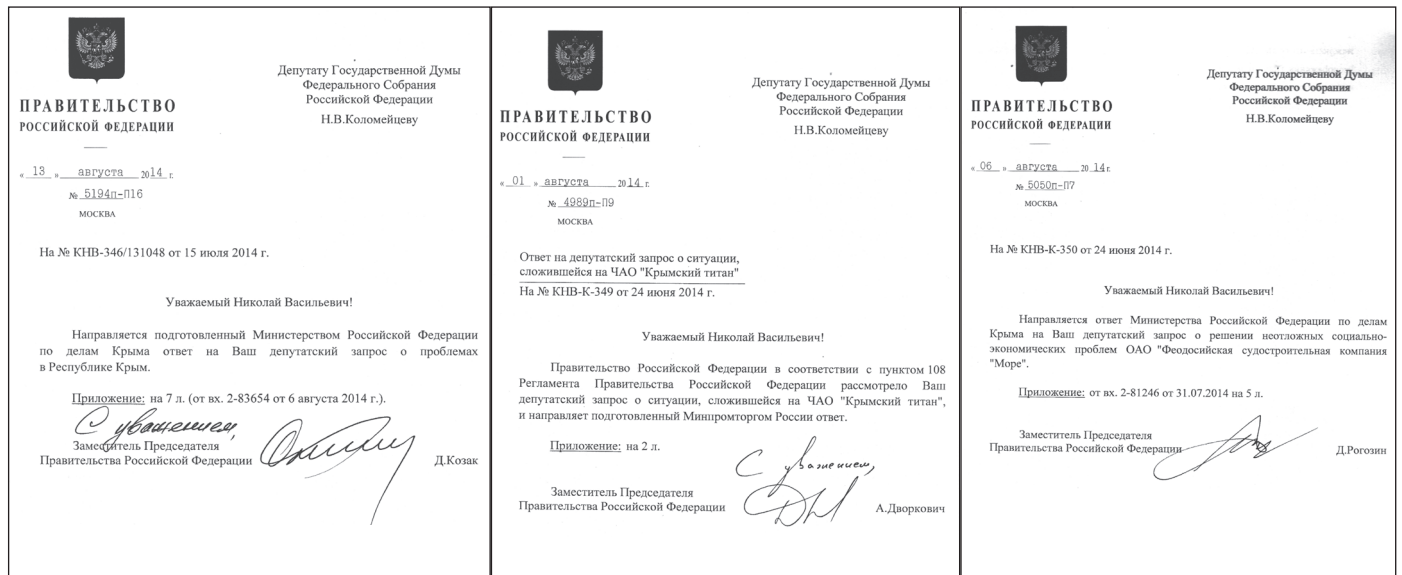 ПРАВИТЕЛЬСТВО
РОССИЙСКОЙ ФЕДЕРАЦИИ
« 13 » августа 2014 г.
№ 5194п-П16
МОСКВА
Депутату Государственной Думы
Федерального Собрания
Российской Федерации
Н.В.Коломейцеву
На № КНВ-346/131048 от 15 июля 2014 г.
Уважаемый Николай Васильевич!
Направляется подготовленный Министерством Российской Федерации
по делам Крыма ответ на Ваш депутатский запрос о проблемах
в Республике Крым.
Приложение: на 7 л. (от вх. 2-83654 от 6 августа 2014 г.).
С уважением,
Заместитель Председателя
Правительства Российской Федерации
Д.Козак
ПРАВИТЕЛЬСТВО
РОССИЙСКОЙ ФЕДЕРАЦИИ
« 01 » августа 2014 г.
№ 4989п-П9
МОСКВА
Депутату Государственной Думы
Федерального Собрания
Российской Федерации
Н.В.Коломейцеву
Ответ на депутатский запрос о ситуации,
сложившейся на ЧАО "Крымский титан"
На № КНВ-К-349 от 24 июня 2014 г.
Уважаемый Николай Васильевич!
Правительство Российской Федерации в соответствии с пунктом 108
Регламента Правительства Российской Федерации рассмотрело Ваш
депутатский запрос о ситуации, сложившейся на ЧАО "Крымский титан",
и направляет подготовленный Минпромторгом России ответ.
Приложение: на 2 л.
С уважением,
Заместитель Председателя
Правительства Российской Федерации
А.Дворкович
ПРАВИТЕЛЬСТВО
РОССИЙСКОЙ ФЕДЕРАЦИИ
« 06 » августа 2014 г.
№ 5050п-П7
МОСКВА
Депутату Государственной Думы
Федерального Собрания
Российской Федерации
Н.В.Коломейцеву
На № КНВ-К-350 от 24 июня 2014 г.
Уважаемый Николай Васильевич!
Направляется ответ Министерства Российской Федерации по делам
Крыма на Ваш депутатский запрос о решении неотложных социально-
экономических проблем ОАО "Феодосийская судостроительная компания
"Море".
Приложение: от вх. 2-81246 от 31.07.2014 на 5 л.
Заместитель Председателя
Правительства Российской Федерации
Д.Рогозин